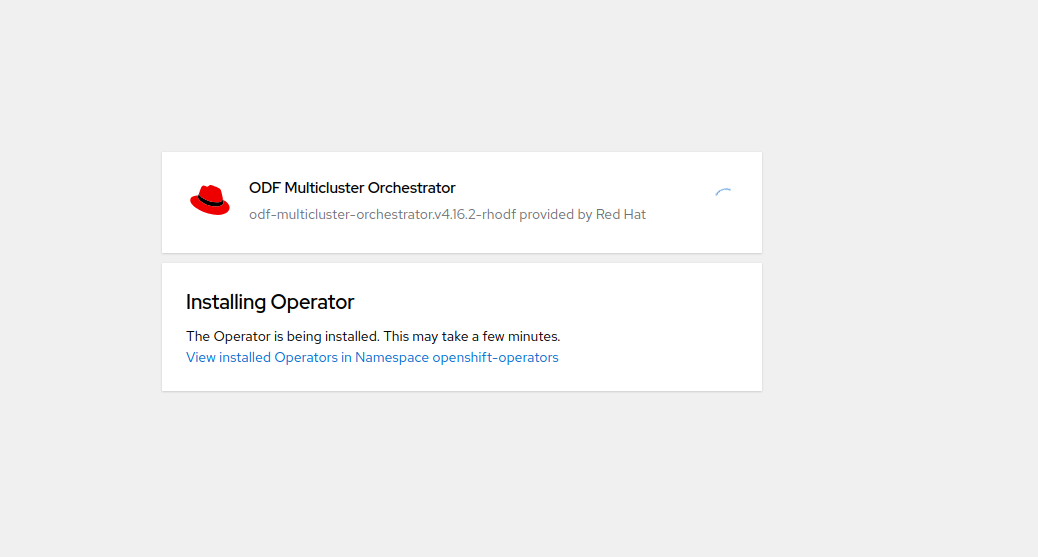 ODF Multicluster Orchestrator
odf-multicluster-orchestrator.v4.16.2-rhodf provided by Red Hat
Installing Operator
The Operator is being installed. This may take a few minutes.
View installed Operators in Namespace openshift-operators